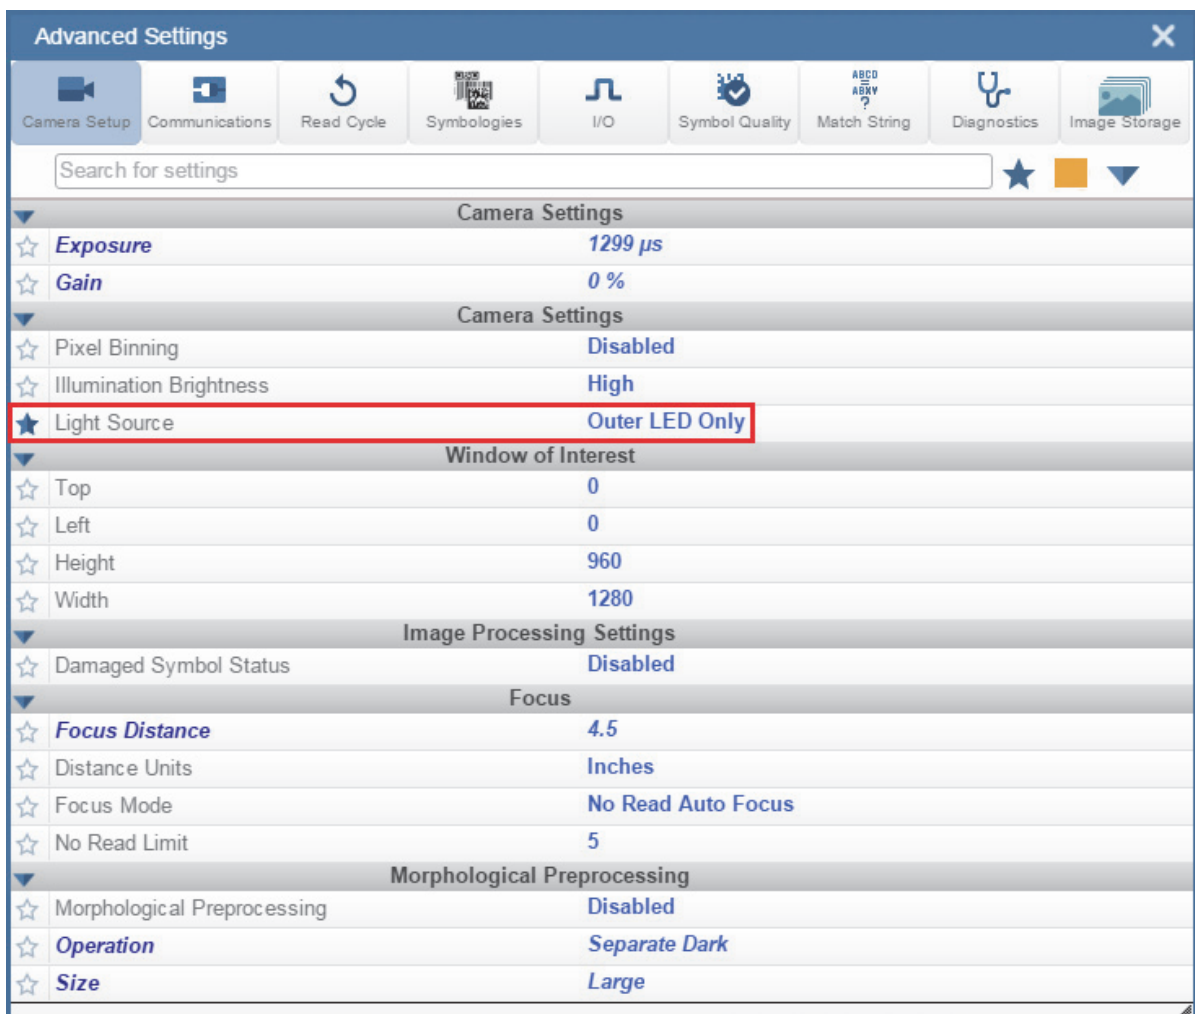 Advanced Settings
Camera Setup Communications Read Cycle Symbologies I/O Symbol Quality ABCD ABXY ? Match String Diagnostics Image Storage
Search for settings
Camera Settings
Exposure 1299 µs
Gain 0 %
Camera Settings
Pixel Binning Disabled
Illumination Brightness High
Light Source Outer LED Only
Window of Interest
Top 0
Left 0
Height 960
Width 1280
Image Processing Settings
Damaged Symbol Status Disabled
Focus
Focus Distance 4.5
Distance Units Inches
Focus Mode No Read Auto Focus
No Read Limit 5
Morphological Preprocessing
Morphological Preprocessing Disabled
Operation Separate Dark
Size Large